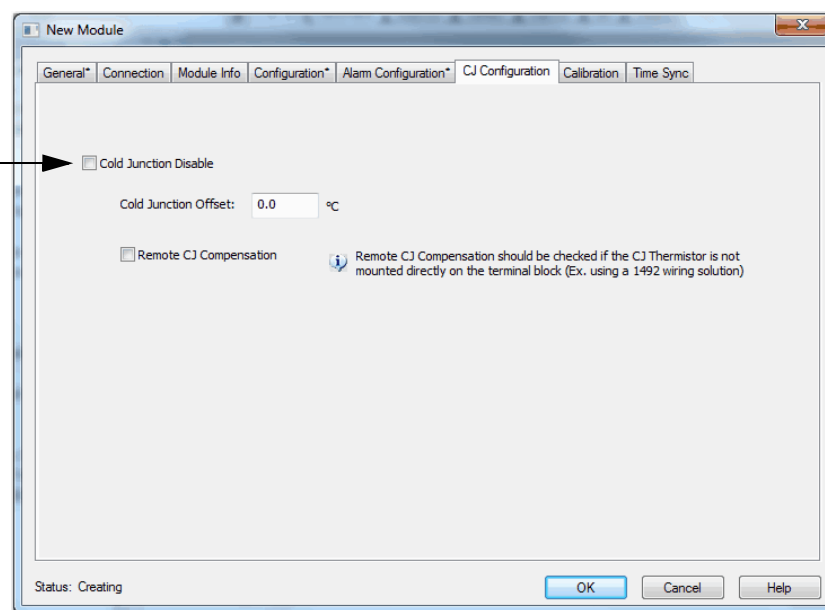 New Module
General* Connection Module Info Configuration* Alarm Configuration* CJ Configuration Calibration Time Sync
Cold Junction Disable
Cold Junction Offset: 0.0 °C
Remote CJ Compensation
Remote CJ Compensation should be checked if the CJ Thermistor is not
mounted directly on the terminal block (Ex. using a 1492 wiring solution)
Status: Creating
OK Cancel Help